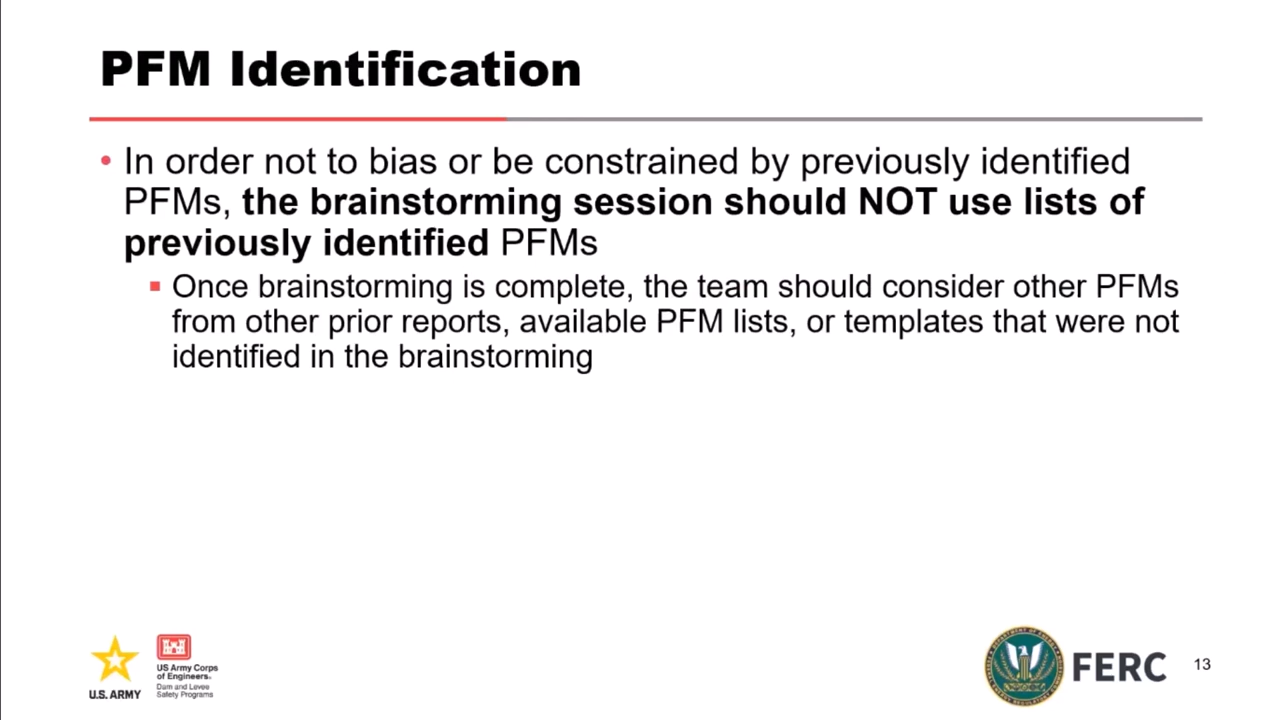 PFM Identification
• In order not to bias or be constrained by previously identified
PFMs, the brainstorming session should NOT use lists of
previously identified PFMs
▪ Once brainstorming is complete, the team should consider other PFMs
from other prior reports, available PFM lists, or templates that were not
identified in the brainstorming
U.S. ARMY
US Army Corps
of Engineers®
Dam and Levee
Safety Programs
FERC
13